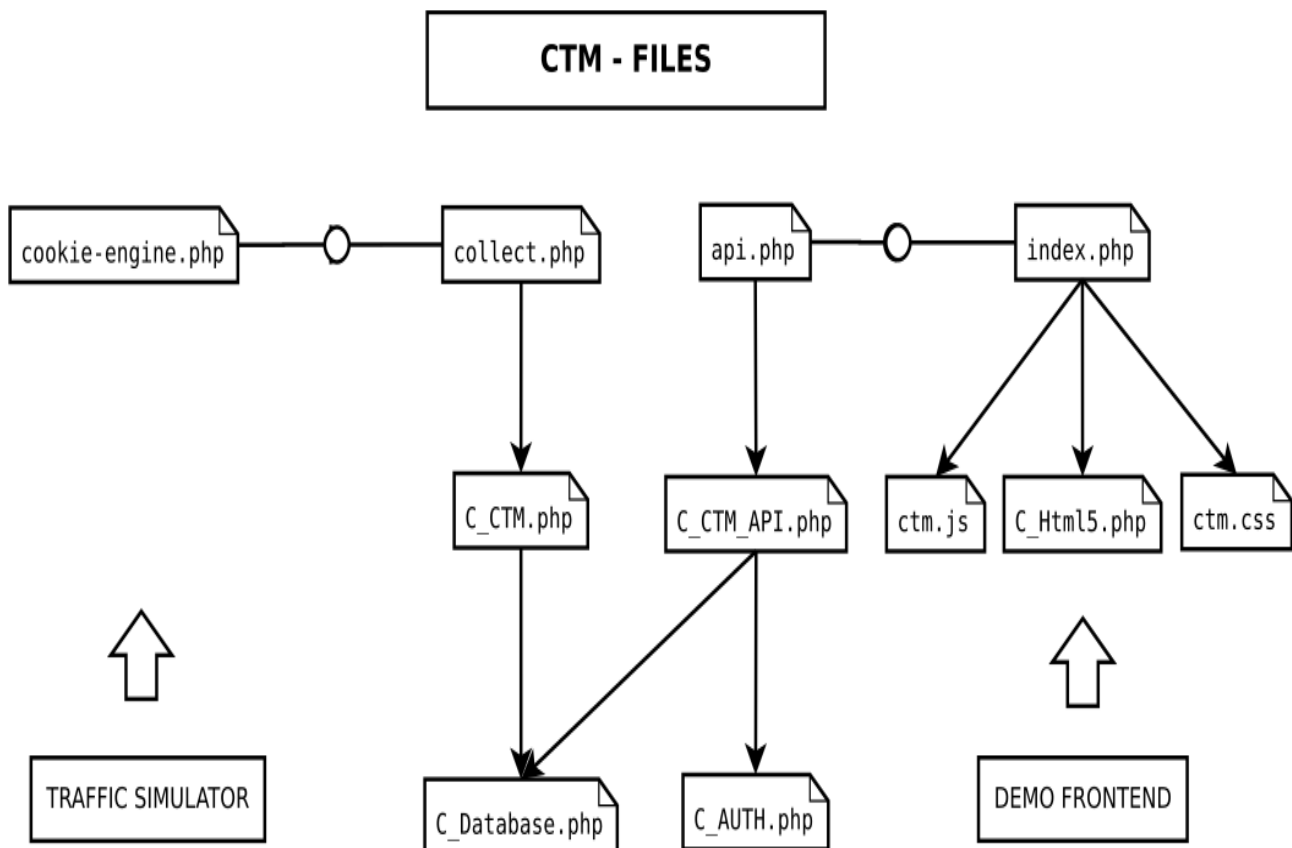 CTM - FILES
cookie-engine.php
collect.php
api.php
index.php
C_CTM.php
C_CTM_API.php
ctm.js
C_Html5.php
ctm.css
TRAFFIC SIMULATOR
C_Database.php
C_AUTH.php
DEMO FRONTEND